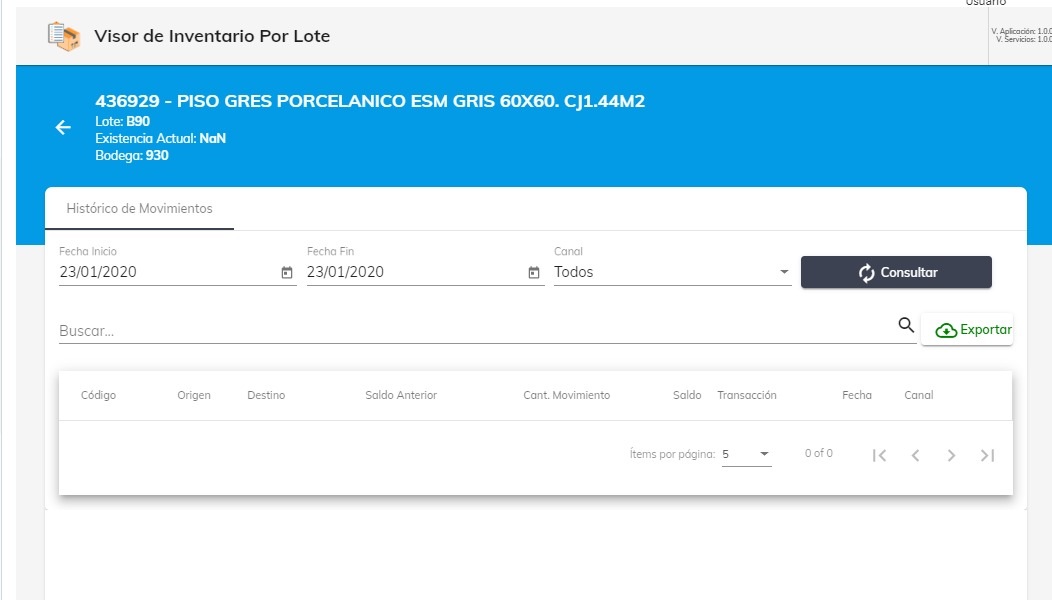 Usuario
Visor de Inventario Por Lote
V. Aplicación: 1.0.0
V. Servicios: 1.0.0
436929 - PISO GRES PORCELANICO ESM GRIS 60X60. CJ1.44M2
Lote: B90
Existencia Actual: NaN
Bodega: 930
Histórico de Movimientos
Fecha Inicio Fecha Fin Canal
23/01/2020 23/01/2020 Todos Consultar
Buscar... Exportar
Código Origen Destino Saldo Anterior Cant. Movimiento Saldo Transacción Fecha Canal
Ítems por página: 5 0 of 0